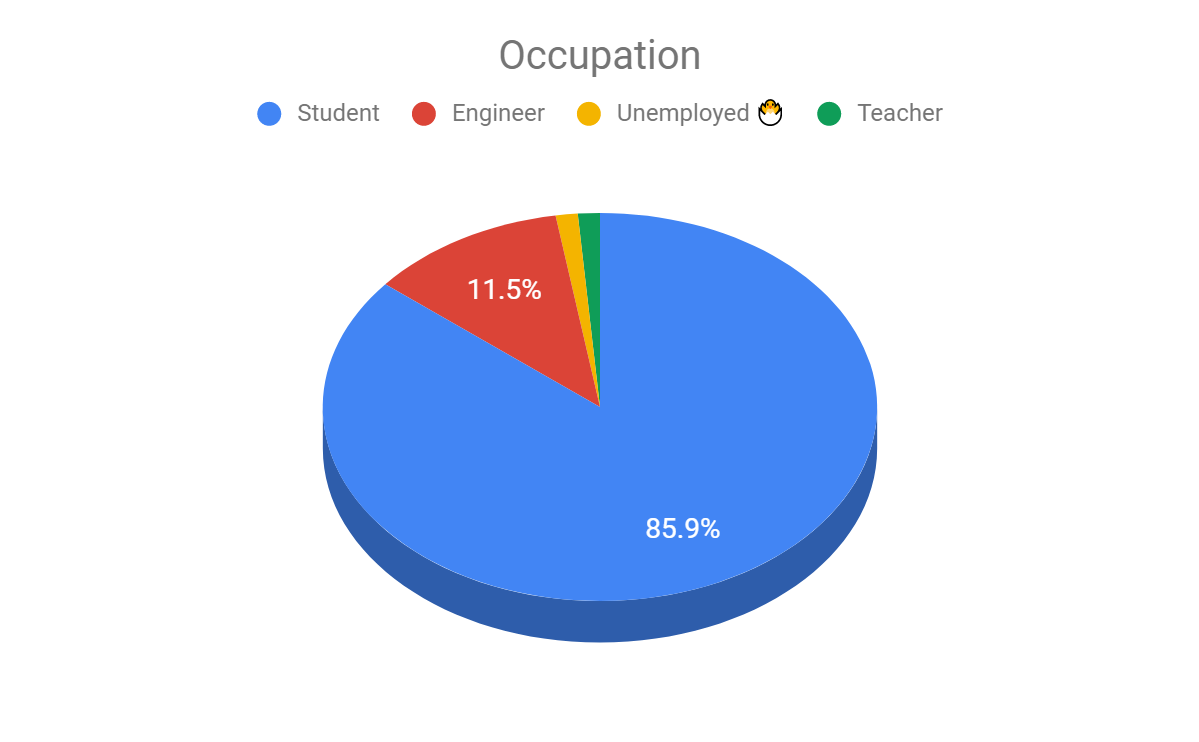 Occupation
Student Engineer Unemployed 🐣 Teacher
11.5%
85.9%